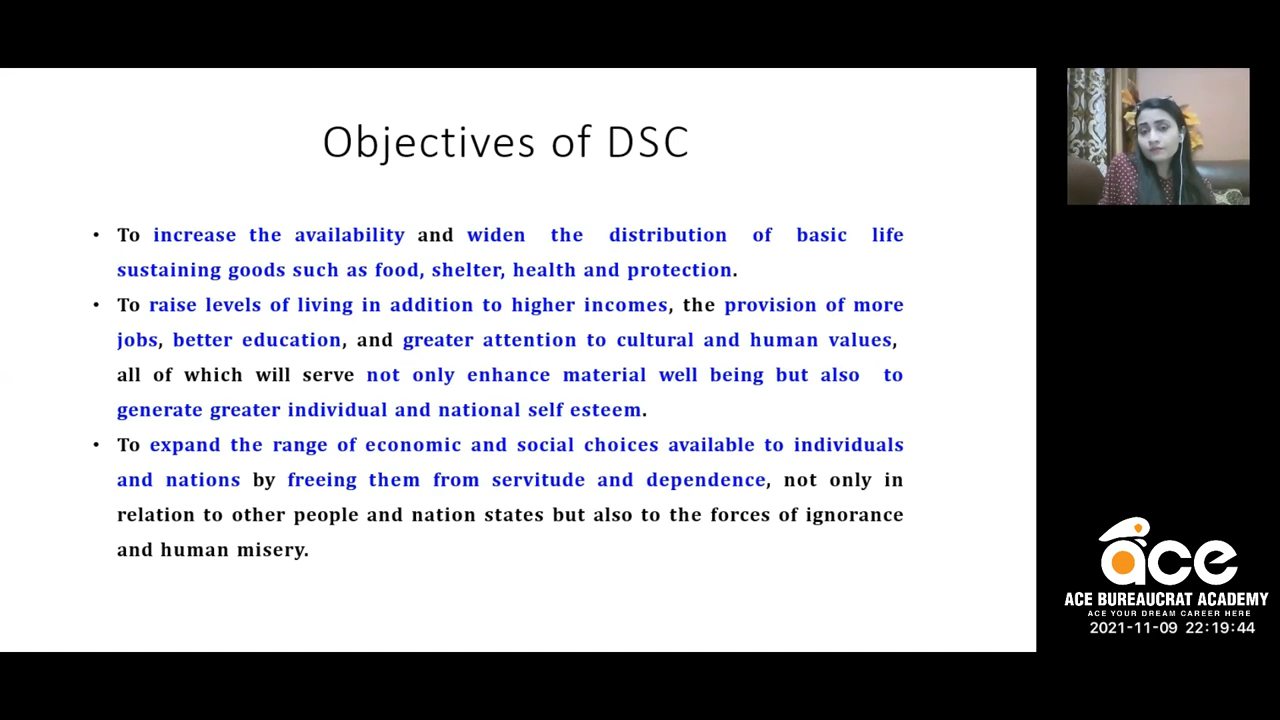 Objectives of DSC
• To increase the availability and widen the distribution of basic life
sustaining goods such as food, shelter, health and protection.
• To raise levels of living in addition to higher incomes, the provision of more
jobs, better education, and greater attention to cultural and human values,
all of which will serve not only enhance material well being but also to
generate greater individual and national self esteem.
• To expand the range of economic and social choices available to individuals
and nations by freeing them from servitude and dependence, not only in
relation to other people and nation states but also to the forces of ignorance
and human misery.
ace
ACE BUREAUCRAT ACADEMY
ACE YOUR DREAM CAREER HERE
2021-11-09 22:19:44